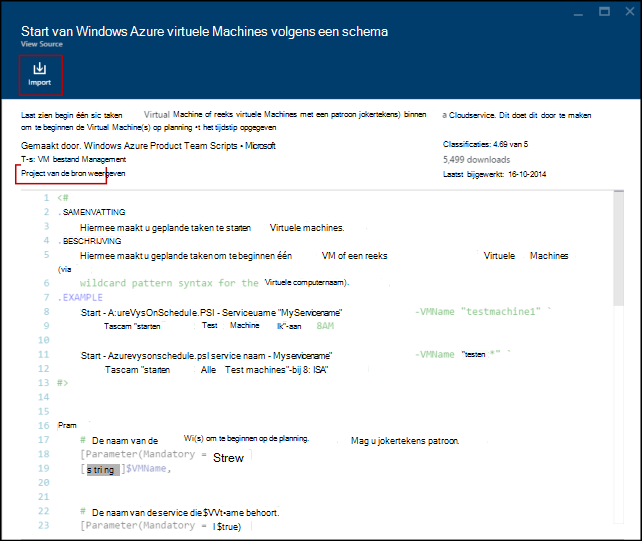 Start van Windows Azure virtuele Machines volgens een schema
View Source
Import
Laat zien begin één sic taken Virtual Machine of reeks virtuele Machines met een patroon jokertekens) binnen a Cloudservice. Dit doet dit door te maken
om te beginnen de Virtual Machine(s) op planning •t het tijdstip opgegeven
Gemaakt door. Windows Azure Product Team Scripts • Microsoft Classificaties: 4.69 van 5
T-s: VM bestand Management 5,499 downloads
Project van de bron weergeven Laatst bijgewerkt: 16-10-2014
1 <#
2 .SAMENVATTING
3 Hiermee maakt u geplande taken te starten Virtuele machines.
4 .BESCHRIJVING
5 Hiermee maakt u geplande taken om te beginnen één VM of een reeks Virtuele Machines
(via
6 wildcard pattern syntax for the Virtuele computernaam).
7 .EXAMPLE
8 Start - A:ureVysOnSchedule.PSI - Serviceuame "MyServicename" -VMName "testmachine1" `
9 Tascam "starten Test Machine Ik"-aan 8AM
10
11 Start - Azurevysonschedule.psl service naam - Myservicename" -VMName "testen *" `
12 Tascam "starten Alle Test machines"-bij 8: ISA"
13 #>
14
15
16 Pram
17 # De naam van de Wi(s) om te beginnen op de planning. Mag u jokertekens patroon.
18 [Parameter(Mandatory = Strew
19 [string]$VMName,
20
21
22 # De naam van de service die $VVt•ame behoort.
23 [Parameter(Mandatory = I $true)